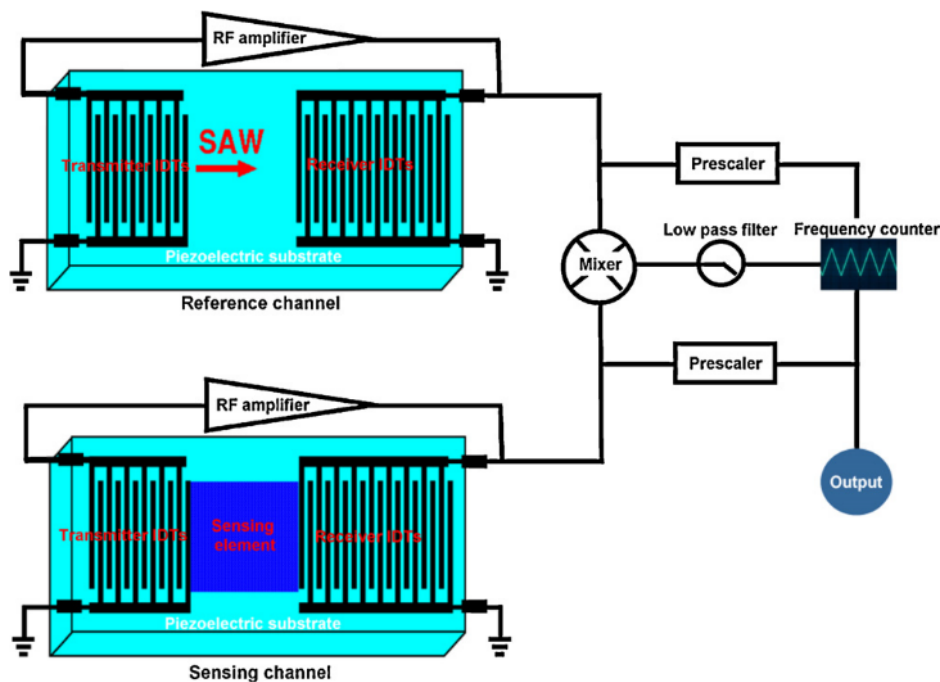 RF amplifier
SAW
Transmitter IDTs
Receiver IDTs
Piezoelectric substrate
Reference channel
Prescaler
Low pass filter
Frequency counter
Mixer
Prescaler
RF amplifier
Transmitter IDTs
Sensing
element
Receiver IDTs
Piezoelectric substrate
Sensing channel
Output